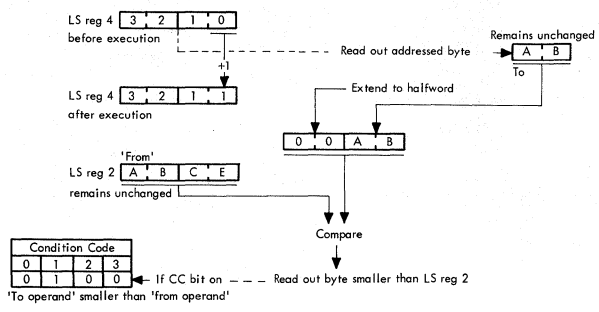 LS reg 4 3 2 1 0
before execution
Read out addressed byte
Remains unchanged
A B
To
+1
LS reg 4 3 2 1 1
after execution
Extend to halfword
0 0 A B
'From'
LS reg 2 A B C E
remains unchanged
Compare
Condition Code
0 1 2 3
0 1 0 0
If CC bit on
Read out byte smaller than LS reg 2
'To operand' smaller than 'from operand'